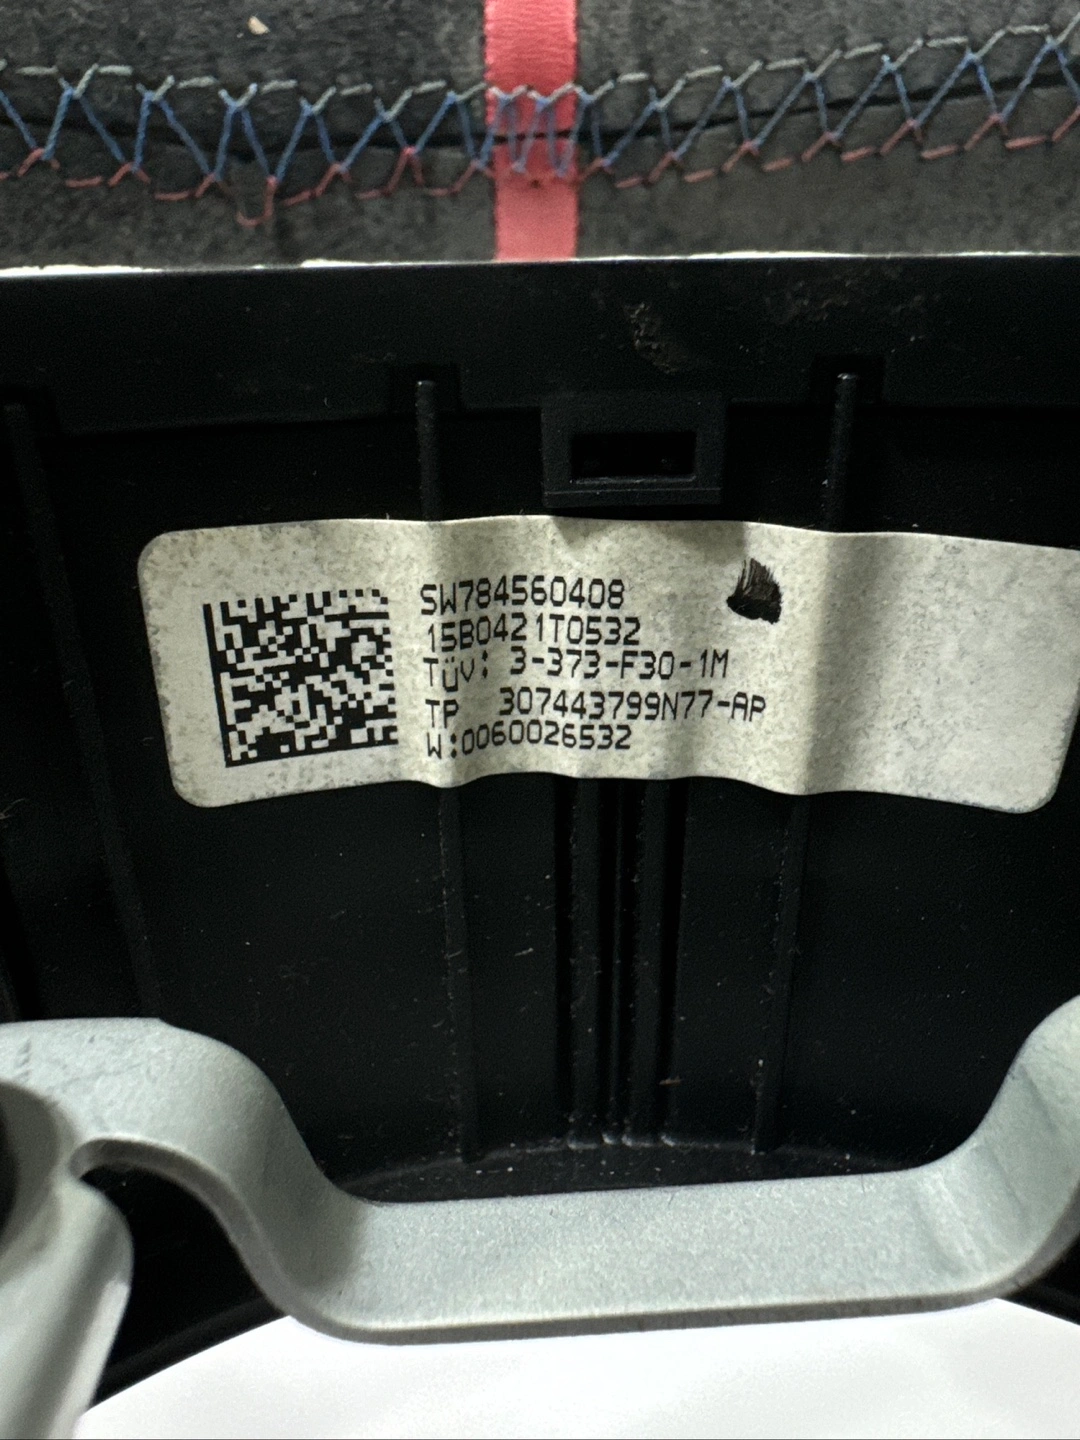 SW784560408
15B0421T0532
Tüv: 3-373-F30-1M
TP 307443799N77-AP
W:0060026532